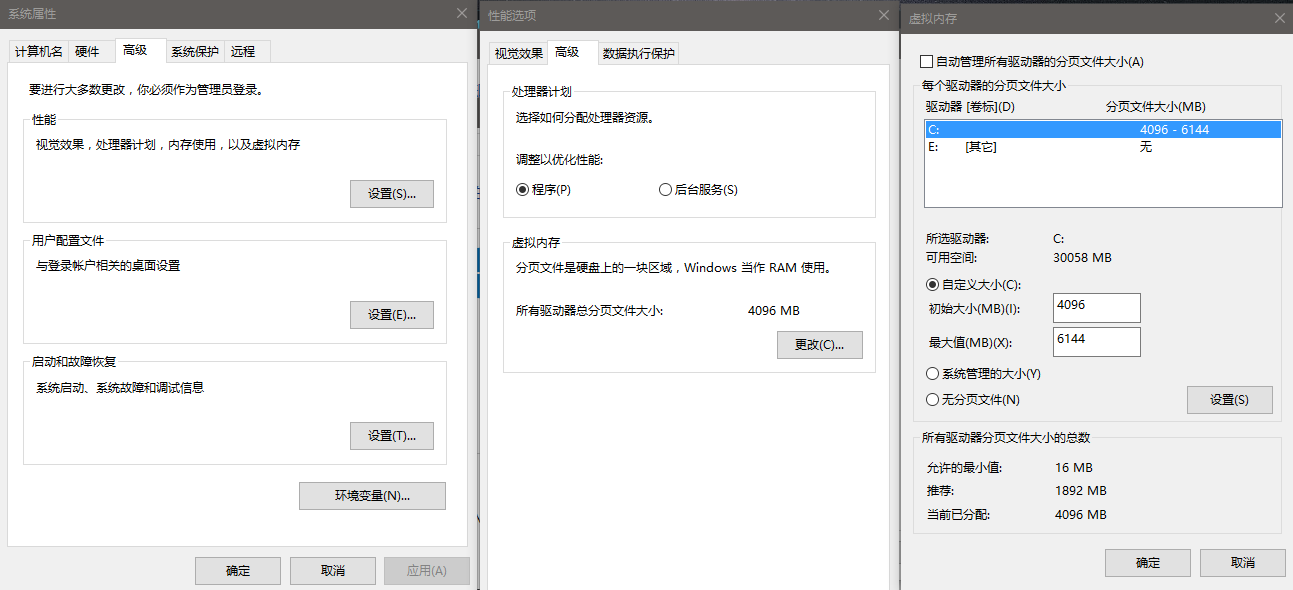 系统属性
计算机名 硬件 高级 系统保护 远程
要进行大多数更改，你必须作为管理员登录。
性能
视觉效果，处理器计划，内存使用，以及虚拟内存
设置(S)...
用户配置文件
与登录帐户相关的桌面设置
设置(E)...
启动和故障恢复
系统启动、系统故障和调试信息
设置(T)...
环境变量(N)...
确定 取消 应用(A)
性能选项
视觉效果 高级 数据执行保护
处理器计划
选择如何分配处理器资源。
调整以优化性能:
程序(P) 后台服务(S)
虚拟内存
分页文件是硬盘上的一块区域，Windows 当作 RAM 使用。
所有驱动器总分页文件大小: 4096 MB
更改(C)...
虚拟内存
自动管理所有驱动器的分页文件大小(A)
每个驱动器的分页文件大小
驱动器 [卷标](D) 分页文件大小(MB)
C: 4096 - 6144
E: [其它] 无
所选驱动器: C:
可用空间: 30058 MB
自定义大小(C):
初始大小(MB)(I): 4096
最大值(MB)(X): 6144
系统管理的大小(Y)
无分页文件(N) 设置(S)
所有驱动器分页文件大小的总数
允许的最小值: 16 MB
推荐: 1892 MB
当前已分配: 4096 MB
确定 取消